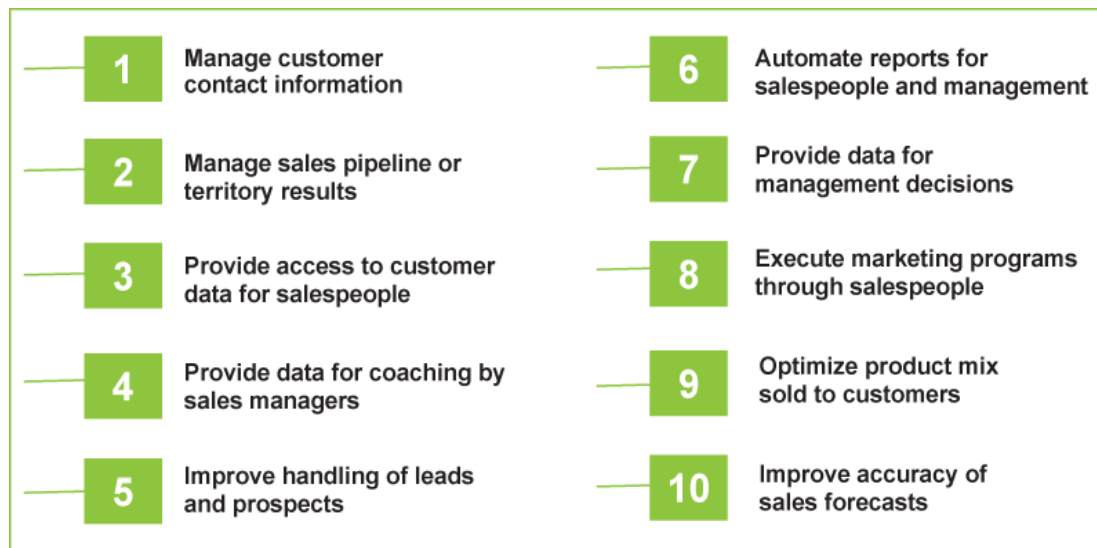 1
Manage customer
contact information
2
Manage sales pipeline or
territory results
3
Provide access to customer
data for salespeople
4
Provide data for coaching by
sales managers
5
Improve handling of leads
and prospects
6
Automate reports for
salespeople and management
7
Provide data for
management decisions
8
Execute marketing programs
through salespeople
9
Optimize product mix
sold to customers
10
Improve accuracy of
sales forecasts